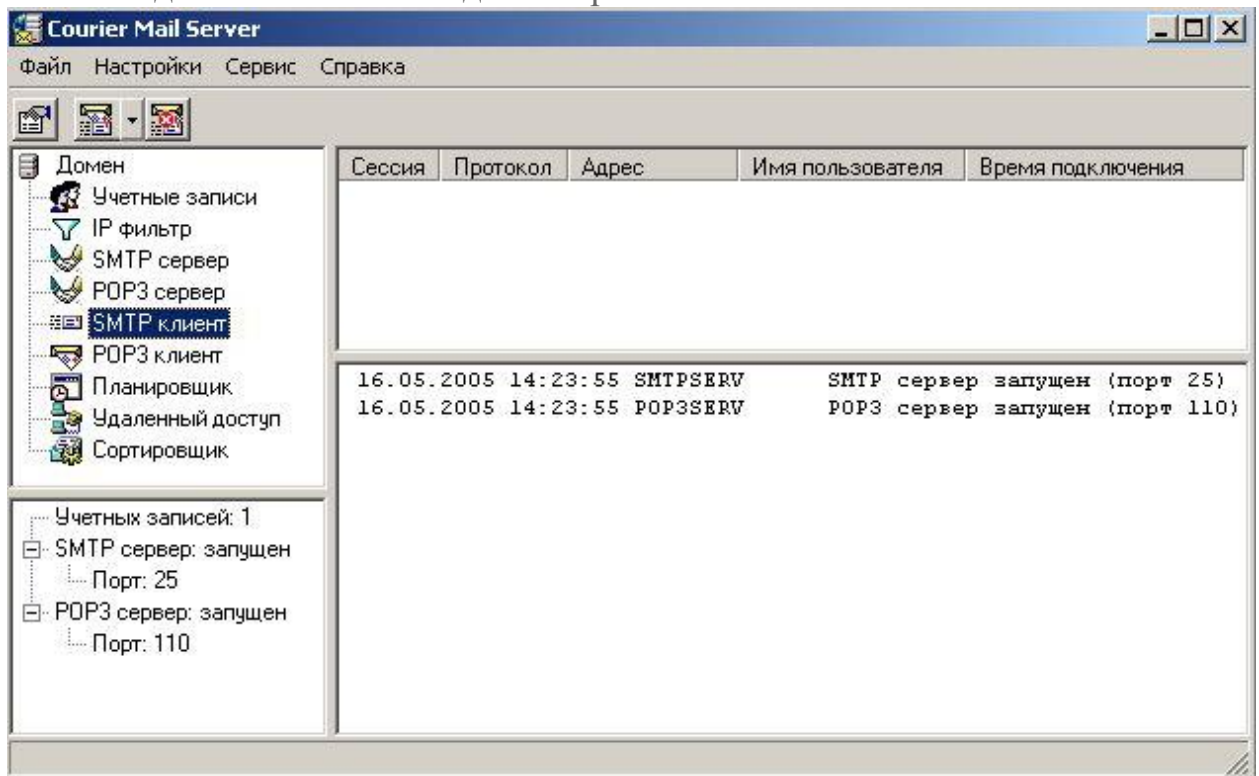 Courier Mail Server
Файл Настройки Сервис Справка
Домен
Учетные записи
IP фильтр
SMTP сервер
POP3 сервер
SMTP клиент
POP3 клиент
Планировщик
Удаленный доступ
Сортировщик
Учетных записей: 1
SMTP сервер: запущен
Порт: 25
POP3 сервер: запущен
Порт: 110
Сессия Протокол Адрес Имя пользователя Время подключения
16.05.2005 14:23:55 SMTPSERV SMTP сервер запущен (порт 25)
16.05.2005 14:23:55 POP3SERV POP3 сервер запущен (порт 110)